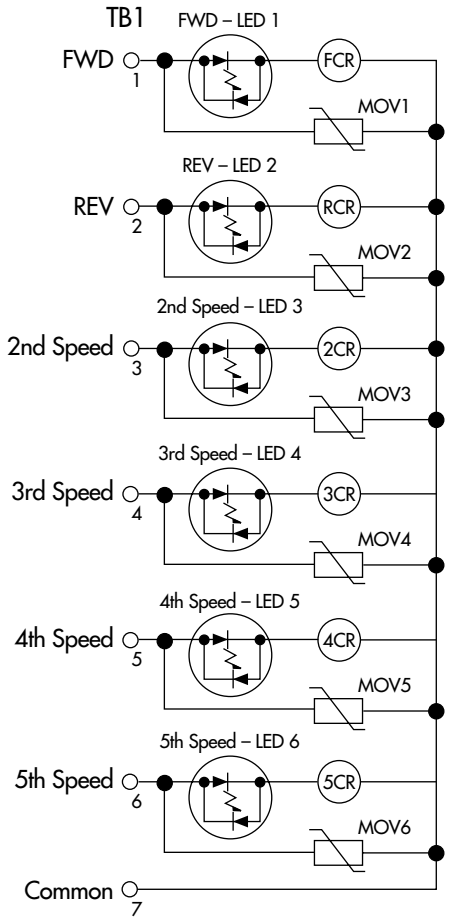 TB1
FWD – LED 1
FWD
1
FCR
MOV1
REV – LED 2
REV
2
RCR
MOV2
2nd Speed – LED 3
2nd Speed
3
2CR
MOV3
3rd Speed – LED 4
3rd Speed
4
3CR
MOV4
4th Speed – LED 5
4th Speed
5
4CR
MOV5
5th Speed – LED 6
5th Speed
6
5CR
MOV6
Common
7